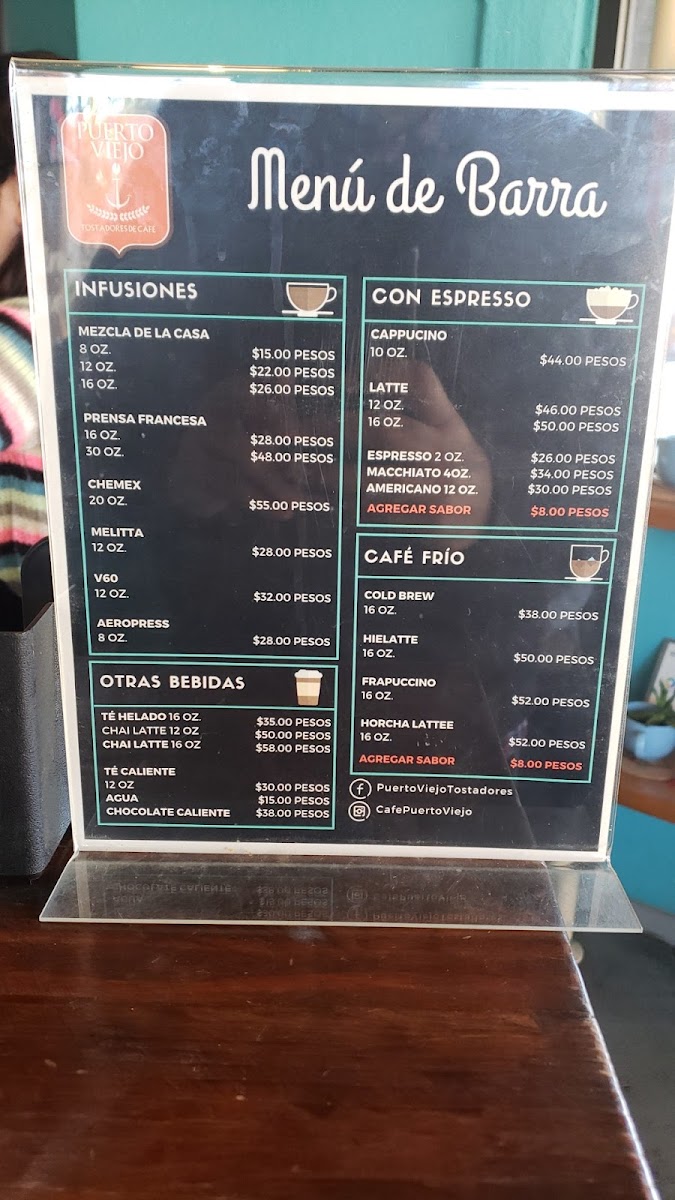 PUERTO
VIEJO
TOSTADORES DE CAFÉ
Menú de Barra
INFUSIONES
MEZCLA DE LA CASA
8 OZ. $15.00 PESOS
12 OZ. $22.00 PESOS
16 OZ. $26.00 PESOS
PRENSA FRANCESA
16 OZ. $28.00 PESOS
30 OZ. $48.00 PESOS
CHEMEX
20 OZ. $55.00 PESOS
MELITTA
12 OZ. $28.00 PESOS
V60
12 OZ. $32.00 PESOS
AEROPRESS
8 OZ. $28.00 PESOS
OTRAS BEBIDAS
TÉ HELADO 16 OZ. $35.00 PESOS
CHAI LATTE 12 OZ $50.00 PESOS
CHAI LATTE 16 OZ $58.00 PESOS
TÉ CALIENTE
12 OZ $30.00 PESOS
AGUA $15.00 PESOS
CHOCOLATE CALIENTE $38.00 PESOS
CON ESPRESSO
CAPPUCINO
10 OZ. $44.00 PESOS
LATTE
12 OZ. $46.00 PESOS
16 OZ. $50.00 PESOS
ESPRESSO 2 OZ. $26.00 PESOS
MACCHIATO 4OZ. $34.00 PESOS
AMERICANO 12 OZ. $30.00 PESOS
AGREGAR SABOR $8.00 PESOS
CAFÉ FRÍO
COLD BREW
16 OZ. $38.00 PESOS
HIELATTE
16 OZ. $50.00 PESOS
FRAPUCCINO
16 OZ. $52.00 PESOS
HORCHA LATTEE
16 OZ. $52.00 PESOS
AGREGAR SABOR $8.00 PESOS
PuertoViejoTostadores
CafePuertoViejo